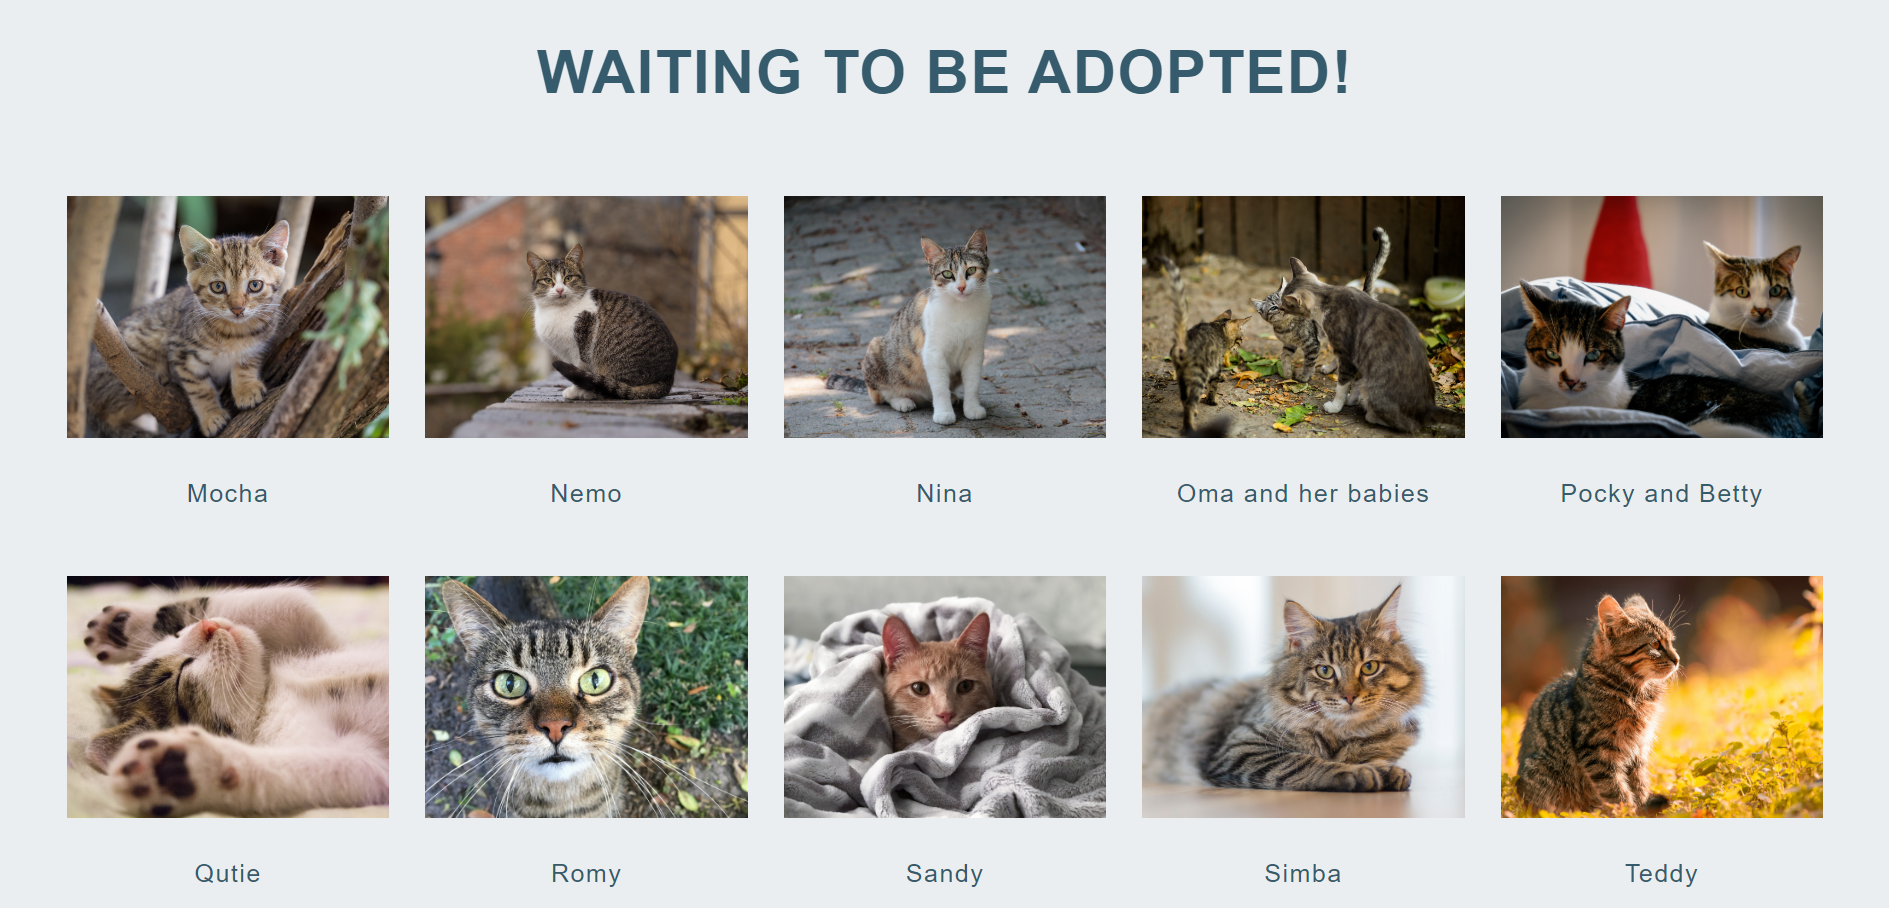 WAITING TO BE ADOPTED!
Mocha
Nemo
Nina
Oma and her babies
Pocky and Betty
Qutie
Romy
Sandy
Simba
Teddy